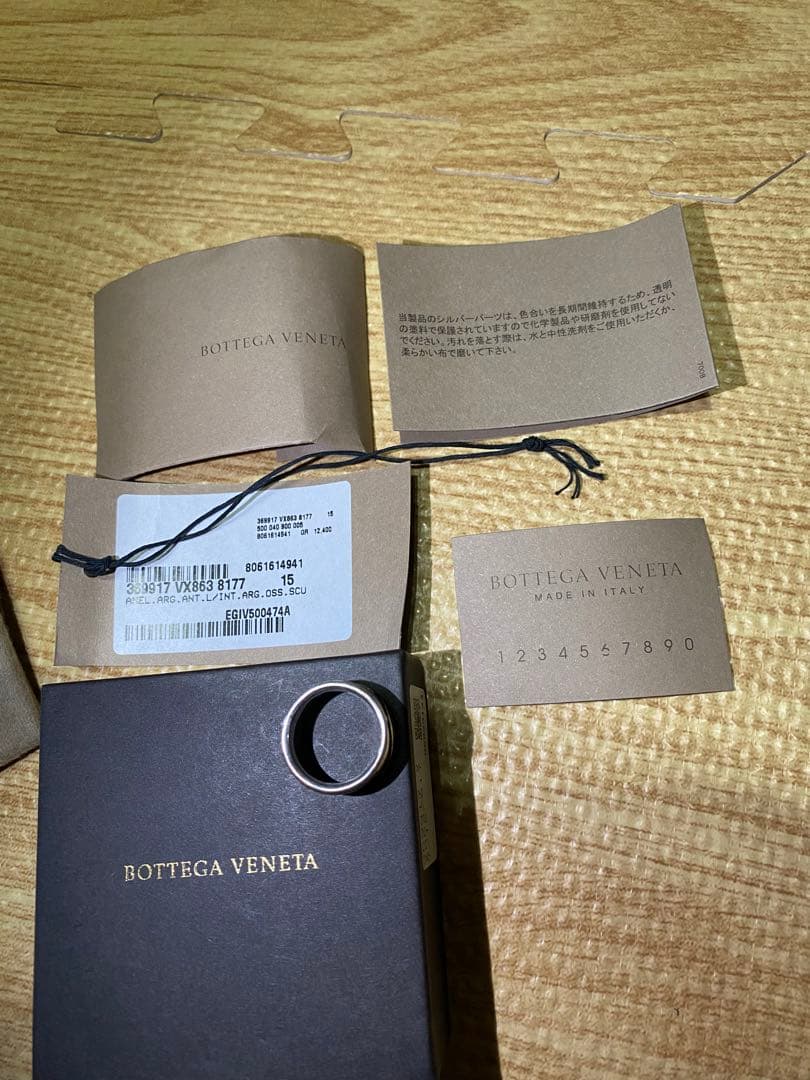 BOTTEGA VENETA
当製品のシルバーパーツは、色合いを長期間維持するため、透明
の塗料で保護されていますので化学製品や研磨剤を使用してない
でください。汚れを落とす際は、水と中性洗剤をご使用いただくか、
柔らかい布で磨いて下さい。
7008
369917 VX863 8177 15
500 040 800 005
8061614941 GR 12,400
8061614941
369917 VX863 8177 15
ANEL.ARG.ANT.L/INT.ARG.OSS.SCU
EGIV500474A
BOTTEGA VENETA
MADE IN ITALY
1 2 3 4 5 6 7 8 9 0
BOTTEGA VENETA